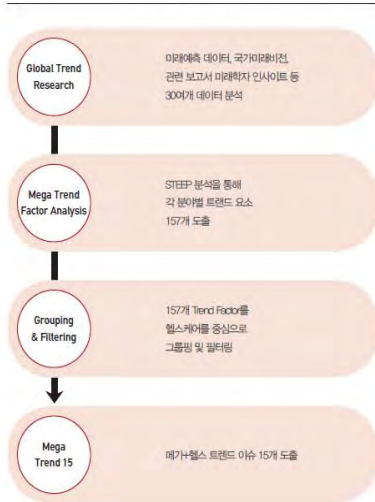 Global Trend
Research
미래예측 데이터, 국가미래비전,
관련 보고서 미래학자 인사이트 등
30여개 데이터 분석
Mega Trend
Factor Analysis
STEEP 분석을 통해
각 분야별 트랜드 요소
157개 도출
Grouping
& Filtering
157개 Trend Factor를
헬스케어를 중심으로
그룹핑 및 필터링
Mega
Trend 15
메가+헬스 트렌드 이슈 15개 도출